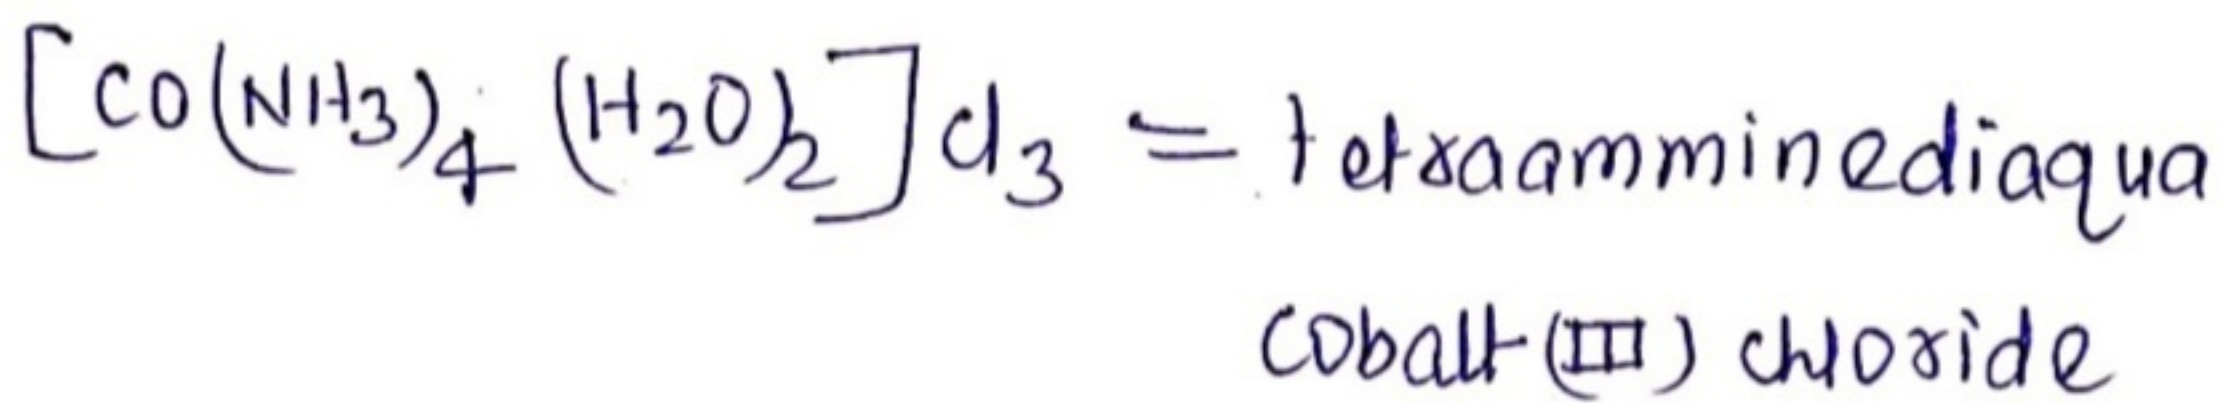 [Co(NH3)4 (H2O)2]Cl3 = tetraamminediaqua
Cobalt (III) chloride